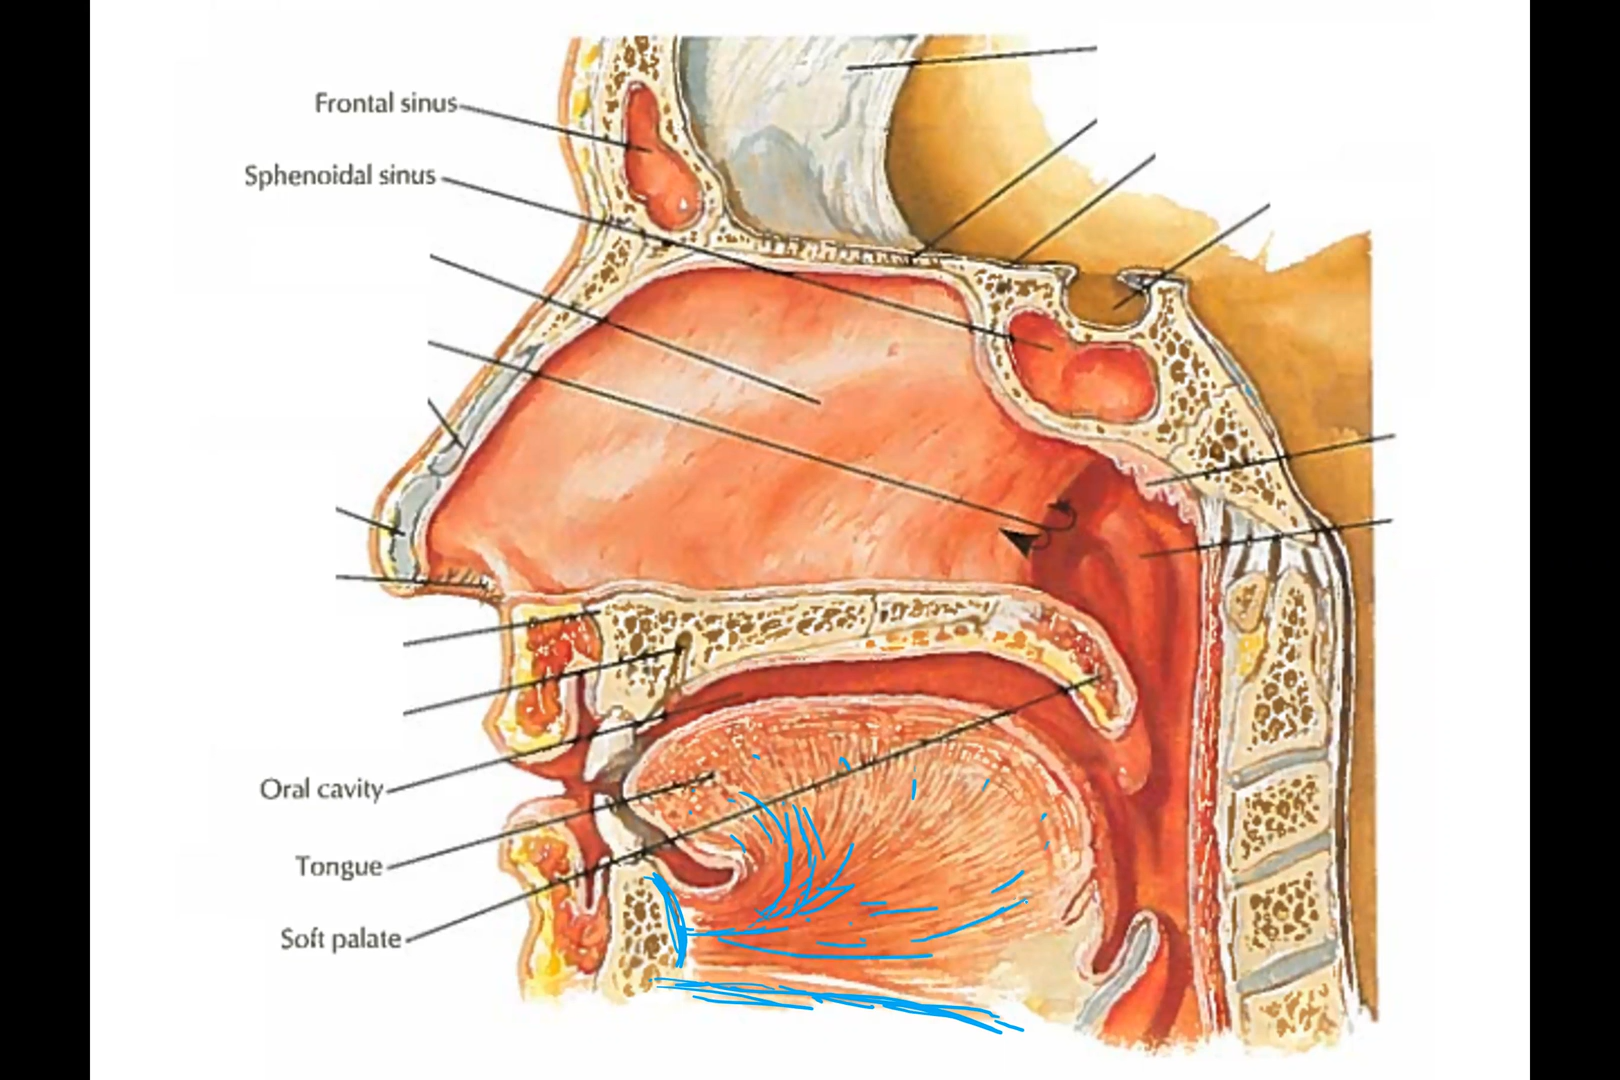 Frontal sinus
Sphenoidal sinus
Oral cavity
Tongue
Soft palate